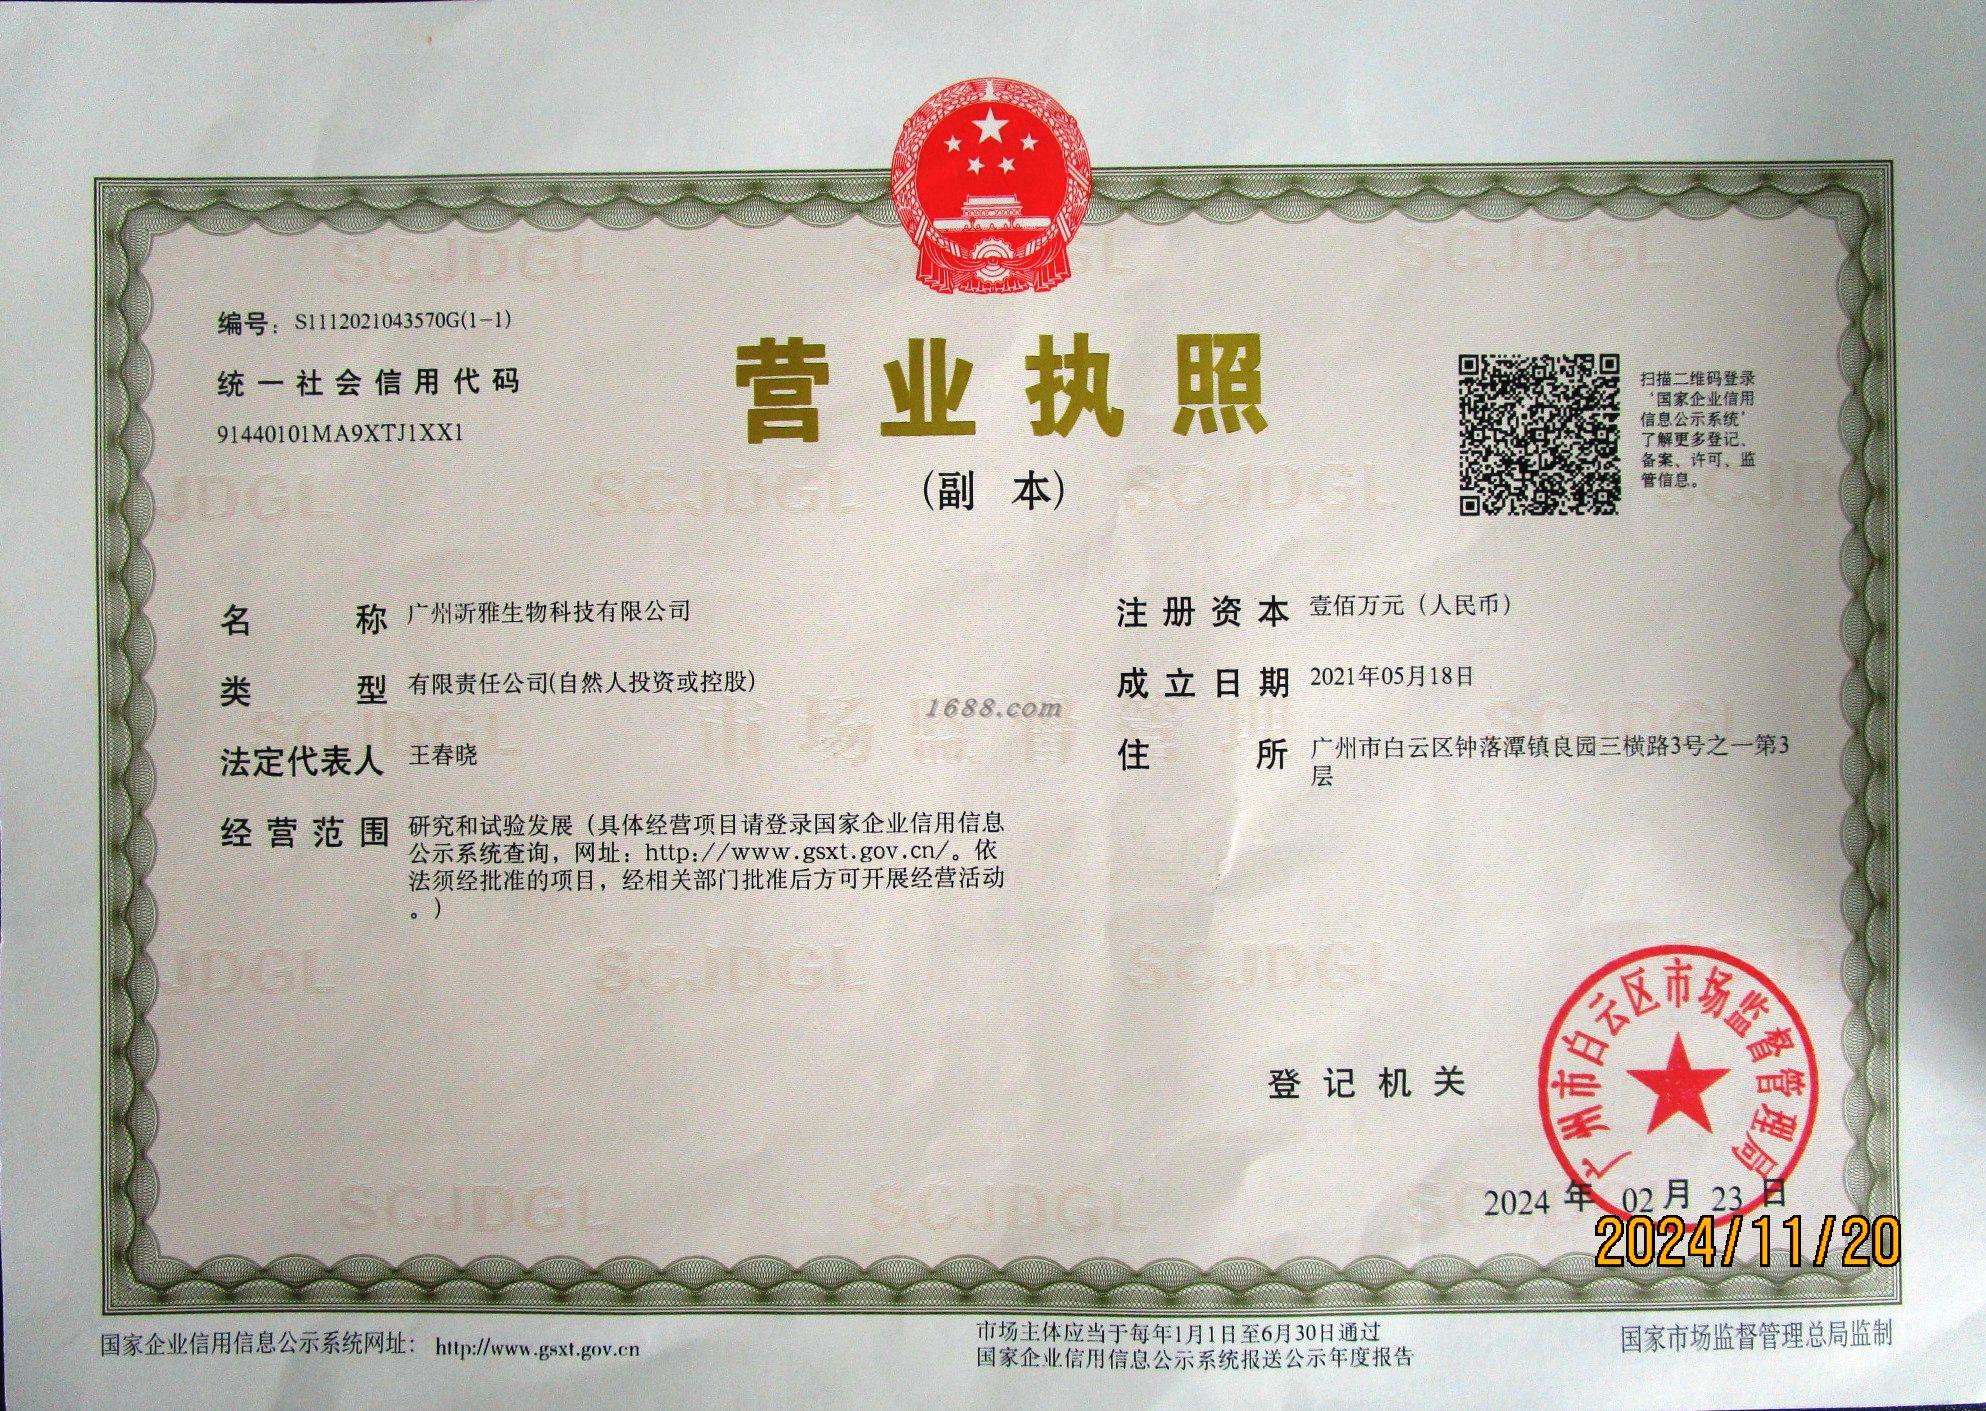 编号：S1112021043570G(1-1)
统一社会信用代码
91440101MA9XTJ1XX1
营业执照
(副 本)
扫描二维码登录
‘国家企业信用
信息公示系统’
了解更多登记、
备案、许可、监
管信息。
名称 广州昕雅生物科技有限公司
类型 有限责任公司(自然人投资或控股)
法定代表人 王春晓
经营范围 研究和试验发展（具体经营项目请登录国家企业信用信息
公示系统查询，网址：http://www.gsxt.gov.cn/。依
法须经批准的项目，经相关部门批准后方可开展经营活动
。）
注册资本 壹佰万元（人民币）
成立日期 2021年05月18日
住所 广州市白云区钟落潭镇良园三横路3号之一第3
层
1688.com
SCJDGL
市场监督管理
登记机关
广州市白云区市场监督管理局
2024 年 02 月 23 日
2024/11/20
国家企业信用信息公示系统网址： http://www.gsxt.gov.cn
市场主体应当于每年1月1日至6月30日通过
国家企业信用信息公示系统报送公示年度报告
国家市场监督管理总局监制